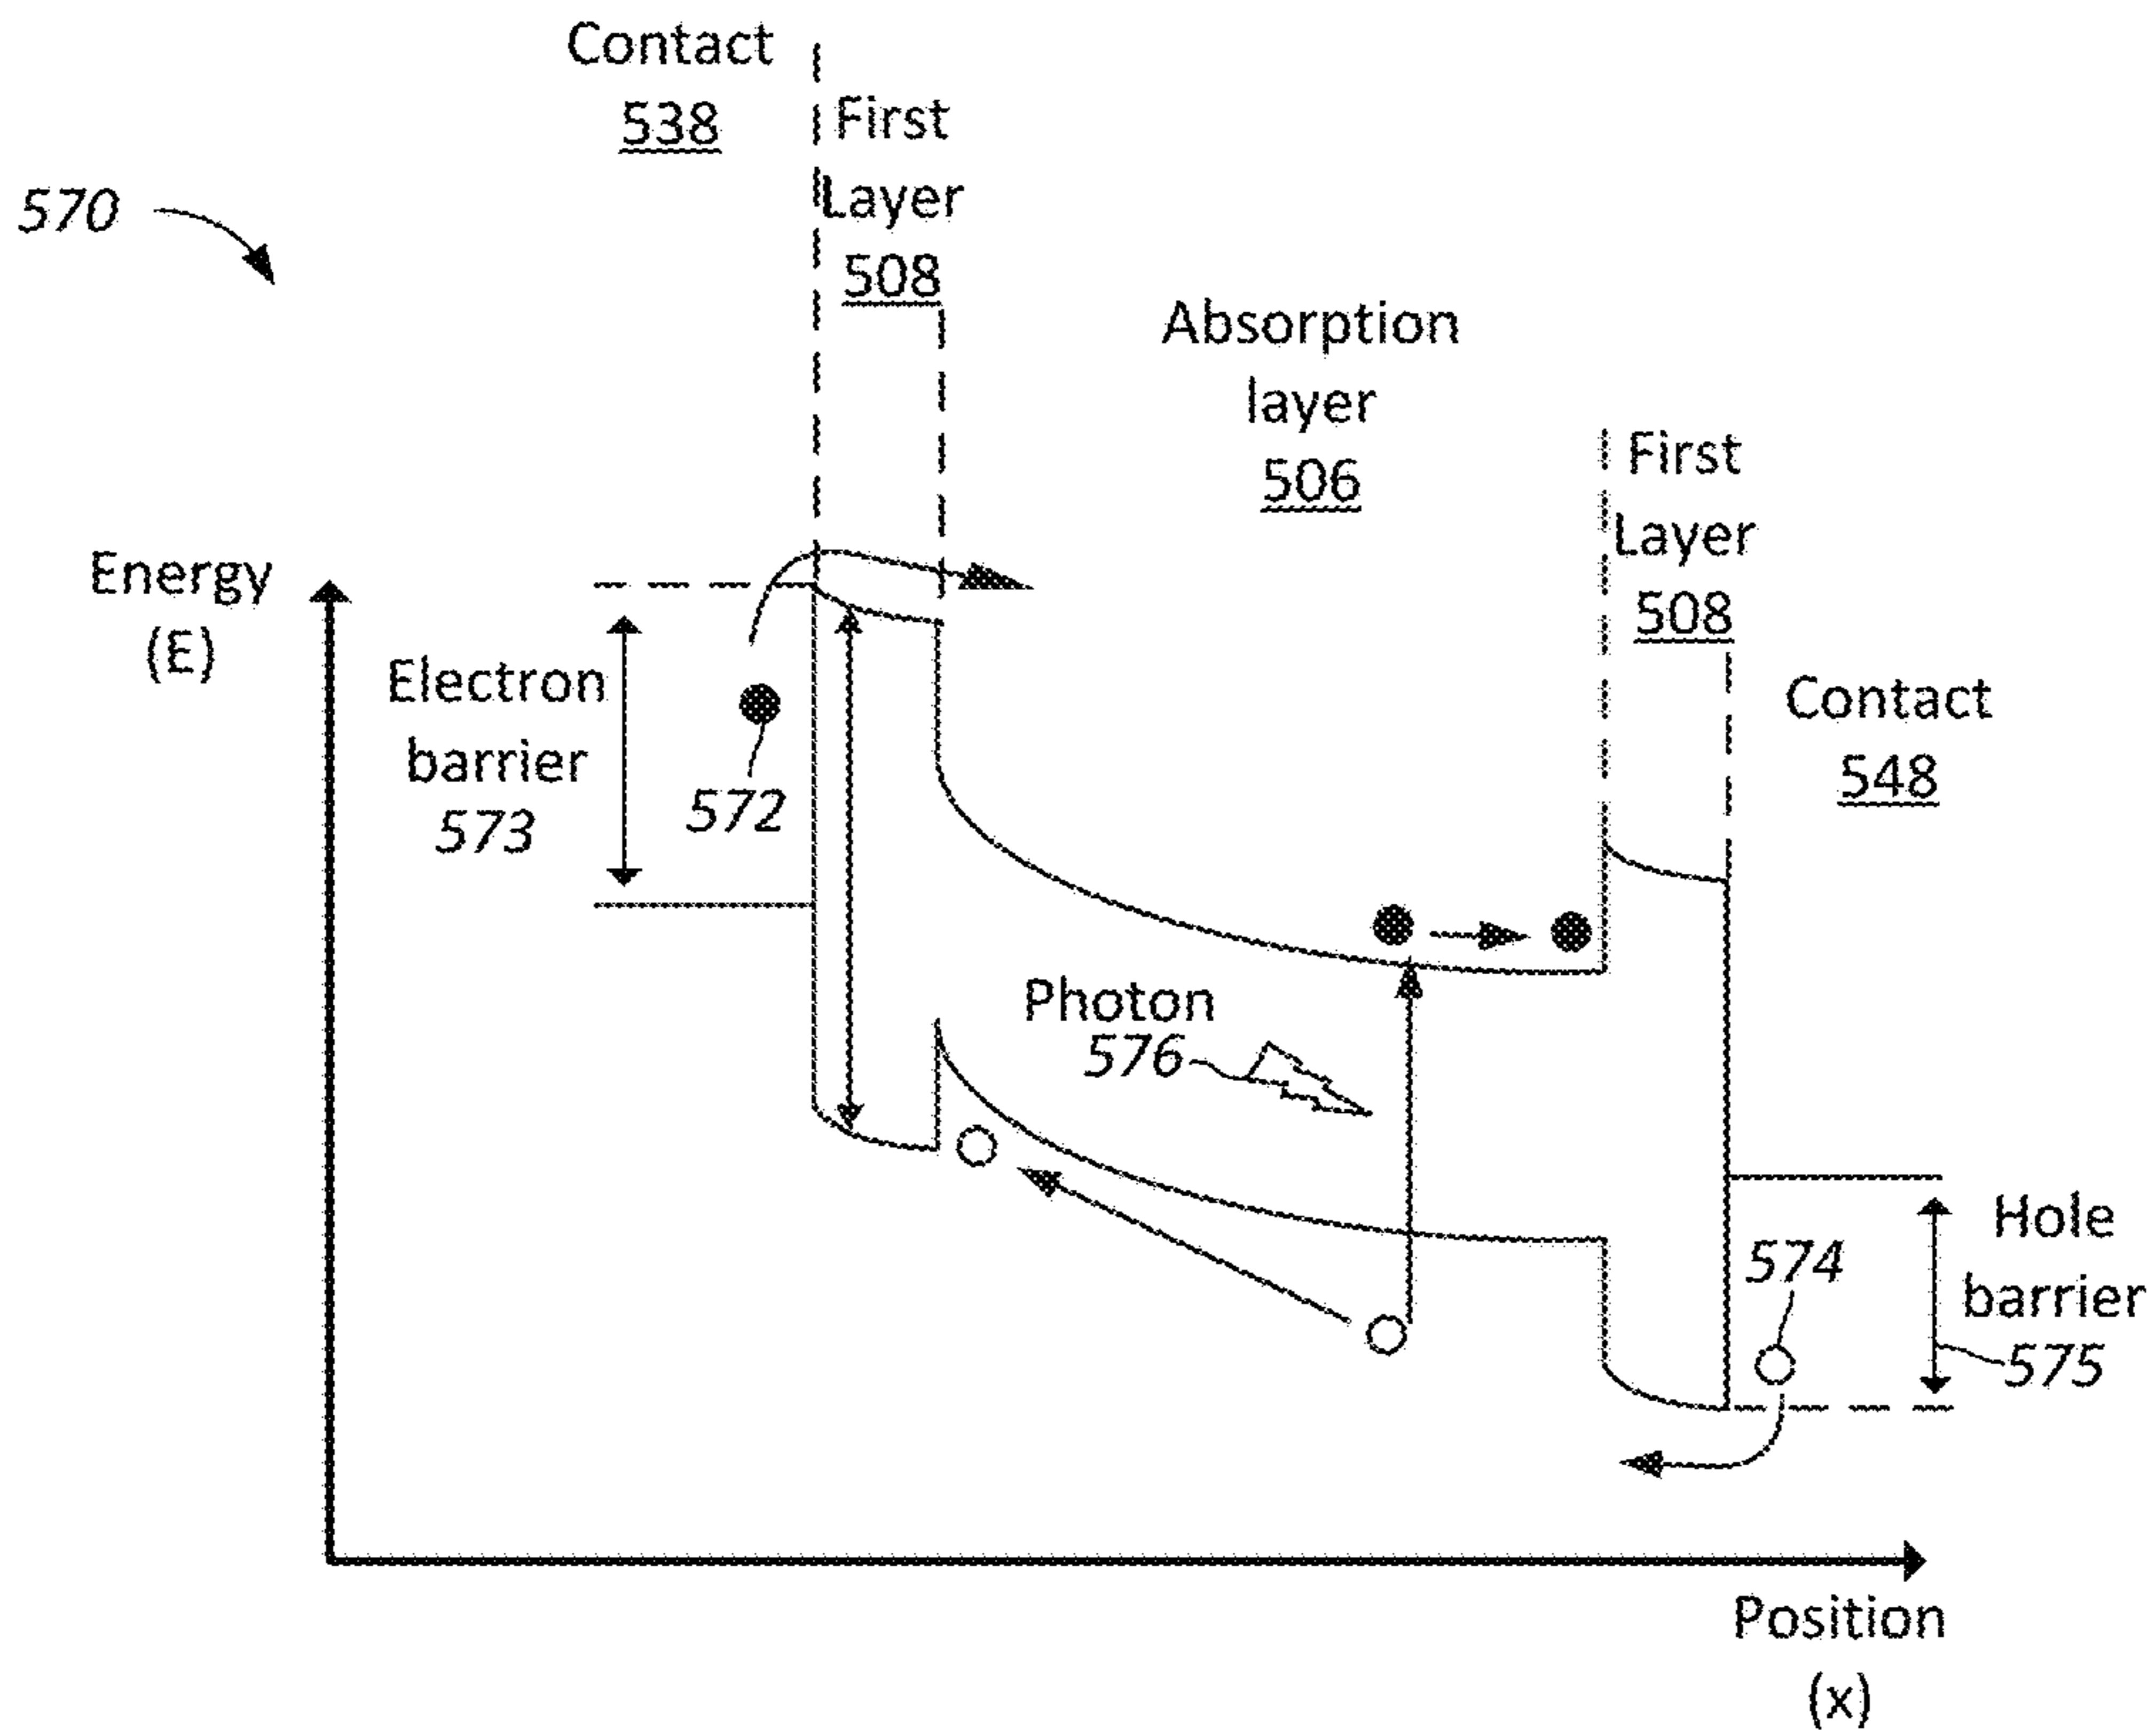 Contact
538
First
Layer
508
570
Absorption
layer
506
First
Layer
508
Energy
(E)
Electron
barrier
573
572
Contact
548
Photon
576
Hole
barrier
575
574
Position
(x)